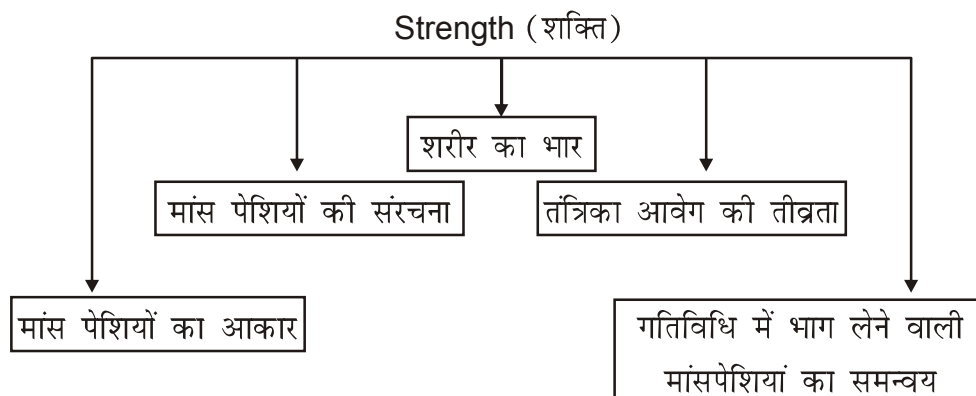 Strength (शक्ति)
शरीर का भार
मांस पेशियों की संरचना
तंत्रिका आवेग की तीव्रता
मांस पेशियों का आकार
गतिविधि में भाग लेने वाली
मांसपेशियां का समन्वय